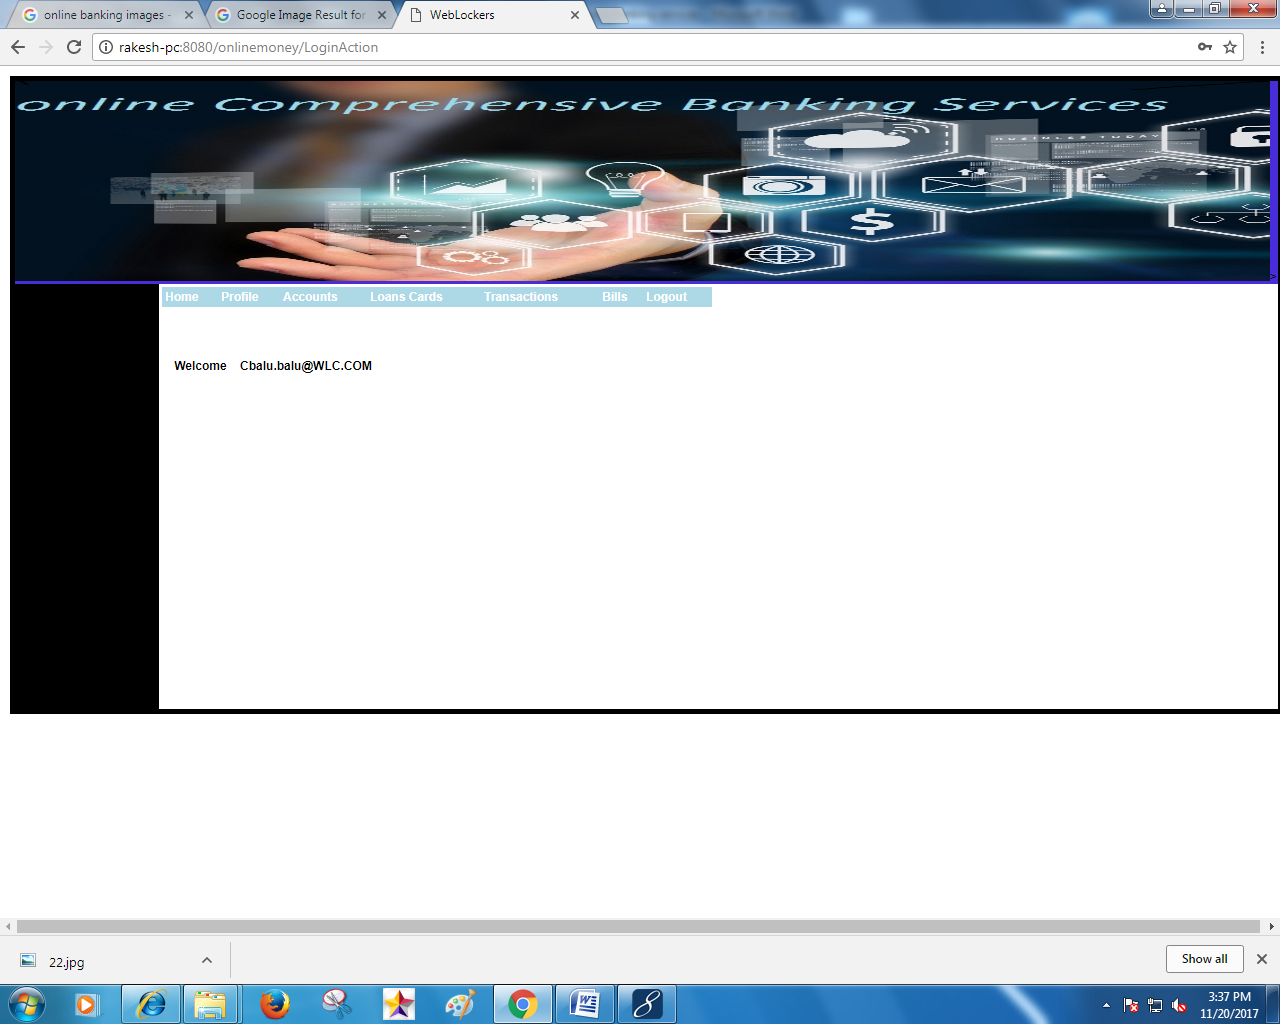 online banking images -
Google Image Result for
WebLockers
rakesh-pc:8080/onlinemoney/LoginAction
online Comprehensive Banking Services
BUSINESS TODAY
>
Home Profile Accounts Loans Cards Transactions Bills Logout
Welcome Cbalu.balu@WLC.COM
22.jpg
Show all
3:37 PM
11/20/2017